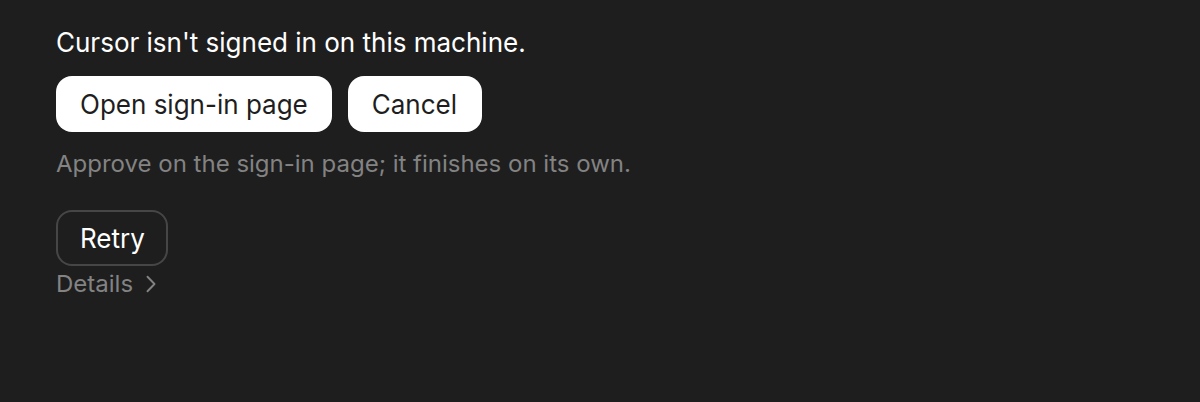 Cursor isn't signed in on this machine.
Open sign-in page Cancel
Approve on the sign-in page; it finishes on its own.
Retry
Details